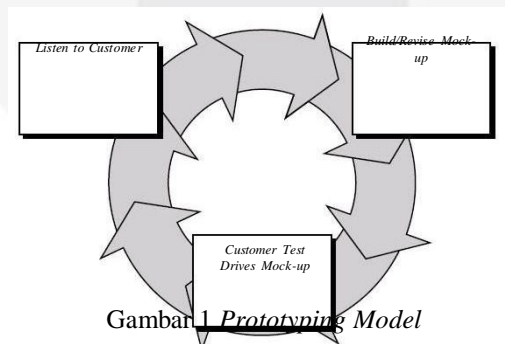 Listen to Customer
Build/Revise Mock-
up
Customer Test
Drives Mock-up
Gambar 1 Prototyping Model